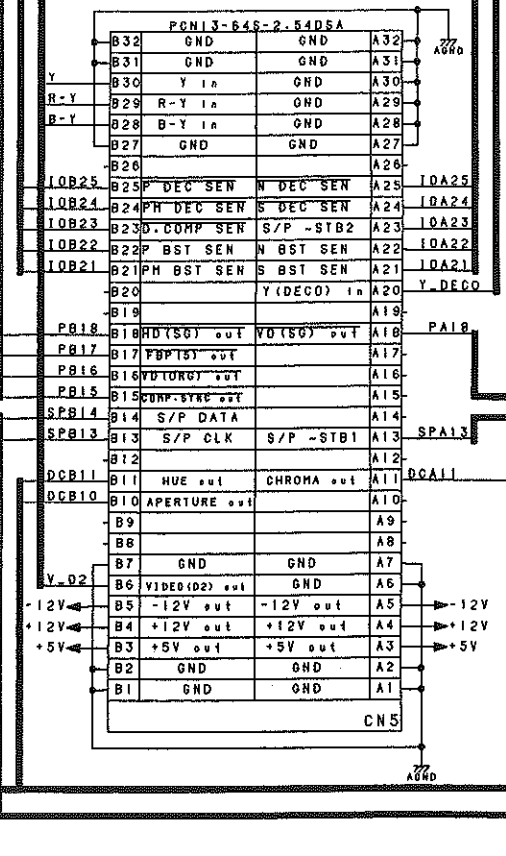 PCN13-64S-2.54DSA
B32 GND GND A32
AGND
B31 GND GND A31
Y B30 Y in GND A30
R-Y B29 R-Y in GND A29
B-Y B28 B-Y in GND A28
B27 GND GND A27
B26 A26
IOB25 B25 P DEC SEN N DEC SEN A25 IOA25
IOB24 B24 PM DEC SEN S DEC SEN A24 IOA24
IOB23 B23 D.COMP SEN S/P ~STB2 A23 IOA23
IOB22 B22 P BST SEN N BST SEN A22 IOA22
IOB21 B21 PM BST SEN S BST SEN A21 IOA21
B20 Y(DECO) in A20 Y_DECO
B19 A19
PB18 B18 HD(SG) out VD(SG) out A18 PA18
PB17 B17 FBP(S) out A17
PB16 B16 VD(ORG) out A16
PB15 B15 COMP.SYNC out A15
SPB14 B14 S/P DATA A14
SPB13 B13 S/P CLK S/P ~STB1 A13 SPA13
B12 A12
DCB11 B11 HUE out CHROMA out A11 DCA11
DCB10 B10 APERTURE out A10
B9 A9
B8 A8
B7 GND GND A7
V_D2 B6 VIDEO(D2) out GND A6
-12V B5 -12V out -12V out A5 -12V
+12V B4 +12V out +12V out A4 +12V
+5V B3 +5V out +5V out A3 +5V
B2 GND GND A2
B1 GND GND A1
CN5
AGND